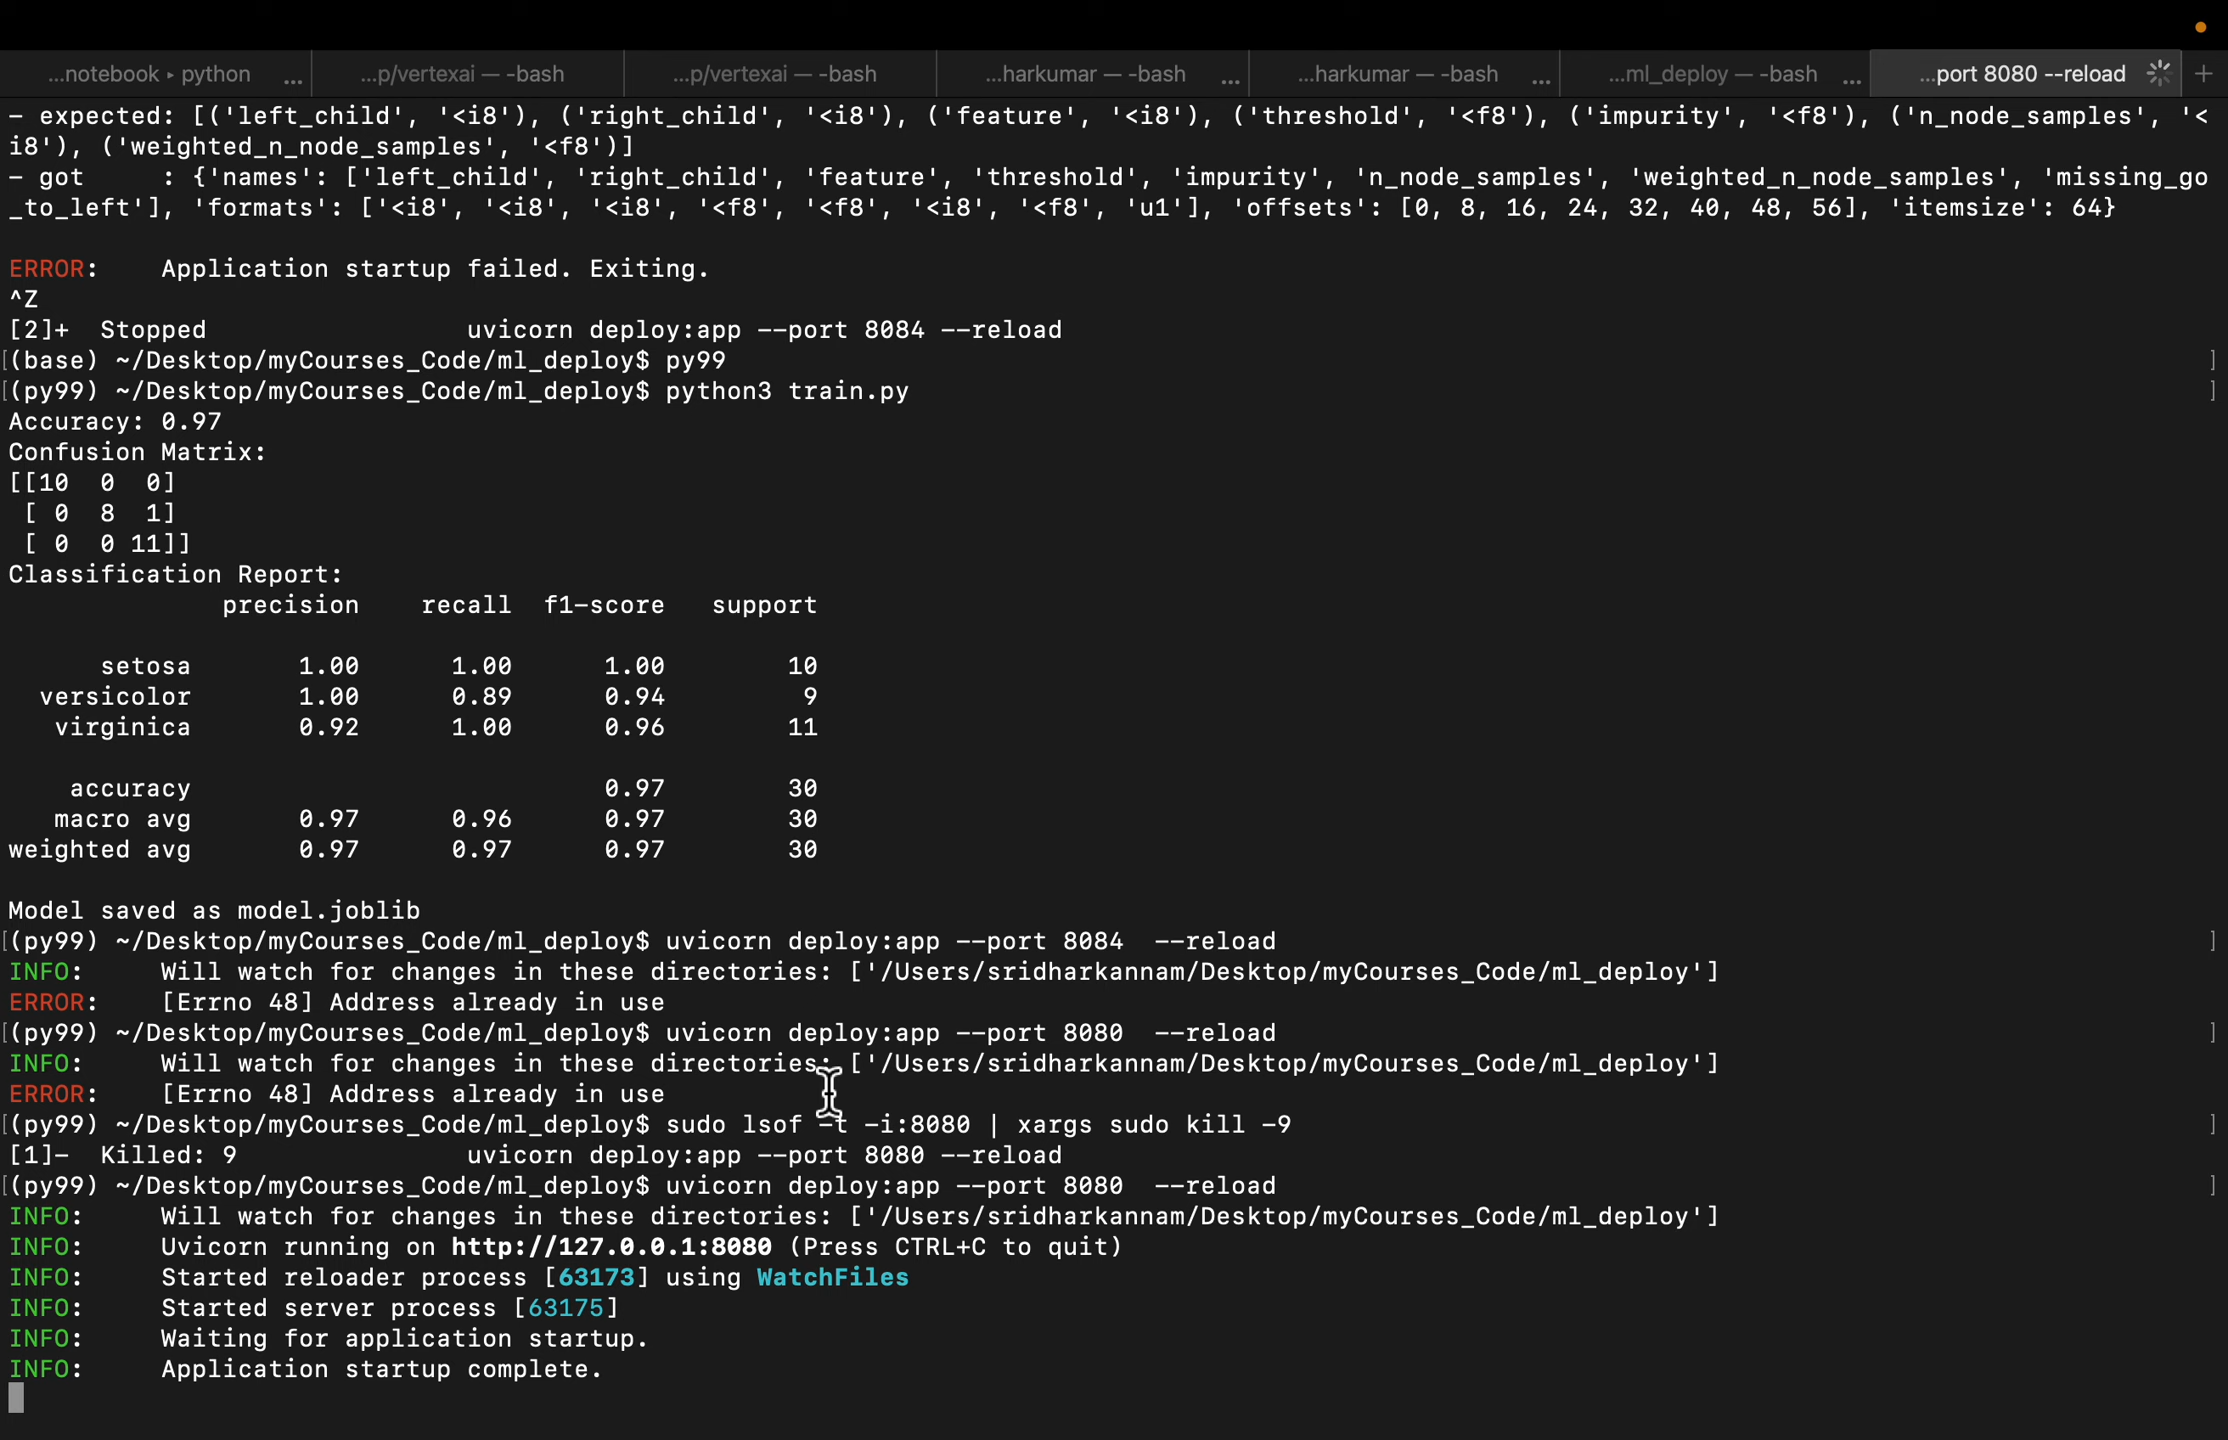 ...notebook ▸ python ...
...p/vertexai — -bash
...p/vertexai — -bash
...harkumar — -bash ...
...harkumar — -bash ...
...ml_deploy — -bash ...
...port 8080 --reload +
- expected: [('left_child', '<i8'), ('right_child', '<i8'), ('feature', '<i8'), ('threshold', '<f8'), ('impurity', '<f8'), ('n_node_samples', '<
i8'), ('weighted_n_node_samples', '<f8')]
- got     : {'names': ['left_child', 'right_child', 'feature', 'threshold', 'impurity', 'n_node_samples', 'weighted_n_node_samples', 'missing_go
_to_left'], 'formats': ['<i8', '<i8', '<i8', '<f8', '<f8', '<i8', '<f8', 'u1'], 'offsets': [0, 8, 16, 24, 32, 40, 48, 56], 'itemsize': 64}
ERROR:    Application startup failed. Exiting.
^Z
[2]+  Stopped                 uvicorn deploy:app --port 8084 --reload
[(base) ~/Desktop/myCourses_Code/ml_deploy$ py99 ]
[(py99) ~/Desktop/myCourses_Code/ml_deploy$ python3 train.py ]
Accuracy: 0.97
Confusion Matrix:
[[10  0  0]
 [ 0  8  1]
 [ 0  0 11]]
Classification Report:
              precision    recall  f1-score   support
      setosa       1.00      1.00      1.00        10
  versicolor       1.00      0.89      0.94         9
   virginica       0.92      1.00      0.96        11
    accuracy                           0.97        30
   macro avg       0.97      0.96      0.97        30
weighted avg       0.97      0.97      0.97        30
Model saved as model.joblib
[(py99) ~/Desktop/myCourses_Code/ml_deploy$ uvicorn deploy:app --port 8084  --reload ]
INFO:     Will watch for changes in these directories: ['/Users/sridharkannam/Desktop/myCourses_Code/ml_deploy']
ERROR:    [Errno 48] Address already in use
[(py99) ~/Desktop/myCourses_Code/ml_deploy$ uvicorn deploy:app --port 8080  --reload ]
INFO:     Will watch for changes in these directories: ['/Users/sridharkannam/Desktop/myCourses_Code/ml_deploy']
ERROR:    [Errno 48] Address already in use
[(py99) ~/Desktop/myCourses_Code/ml_deploy$ sudo lsof -t -i:8080 | xargs sudo kill -9 ]
[1]-  Killed: 9               uvicorn deploy:app --port 8080 --reload
[(py99) ~/Desktop/myCourses_Code/ml_deploy$ uvicorn deploy:app --port 8080  --reload ]
INFO:     Will watch for changes in these directories: ['/Users/sridharkannam/Desktop/myCourses_Code/ml_deploy']
INFO:     Uvicorn running on http://127.0.0.1:8080 (Press CTRL+C to quit)
INFO:     Started reloader process [63173] using WatchFiles
INFO:     Started server process [63175]
INFO:     Waiting for application startup.
INFO:     Application startup complete.